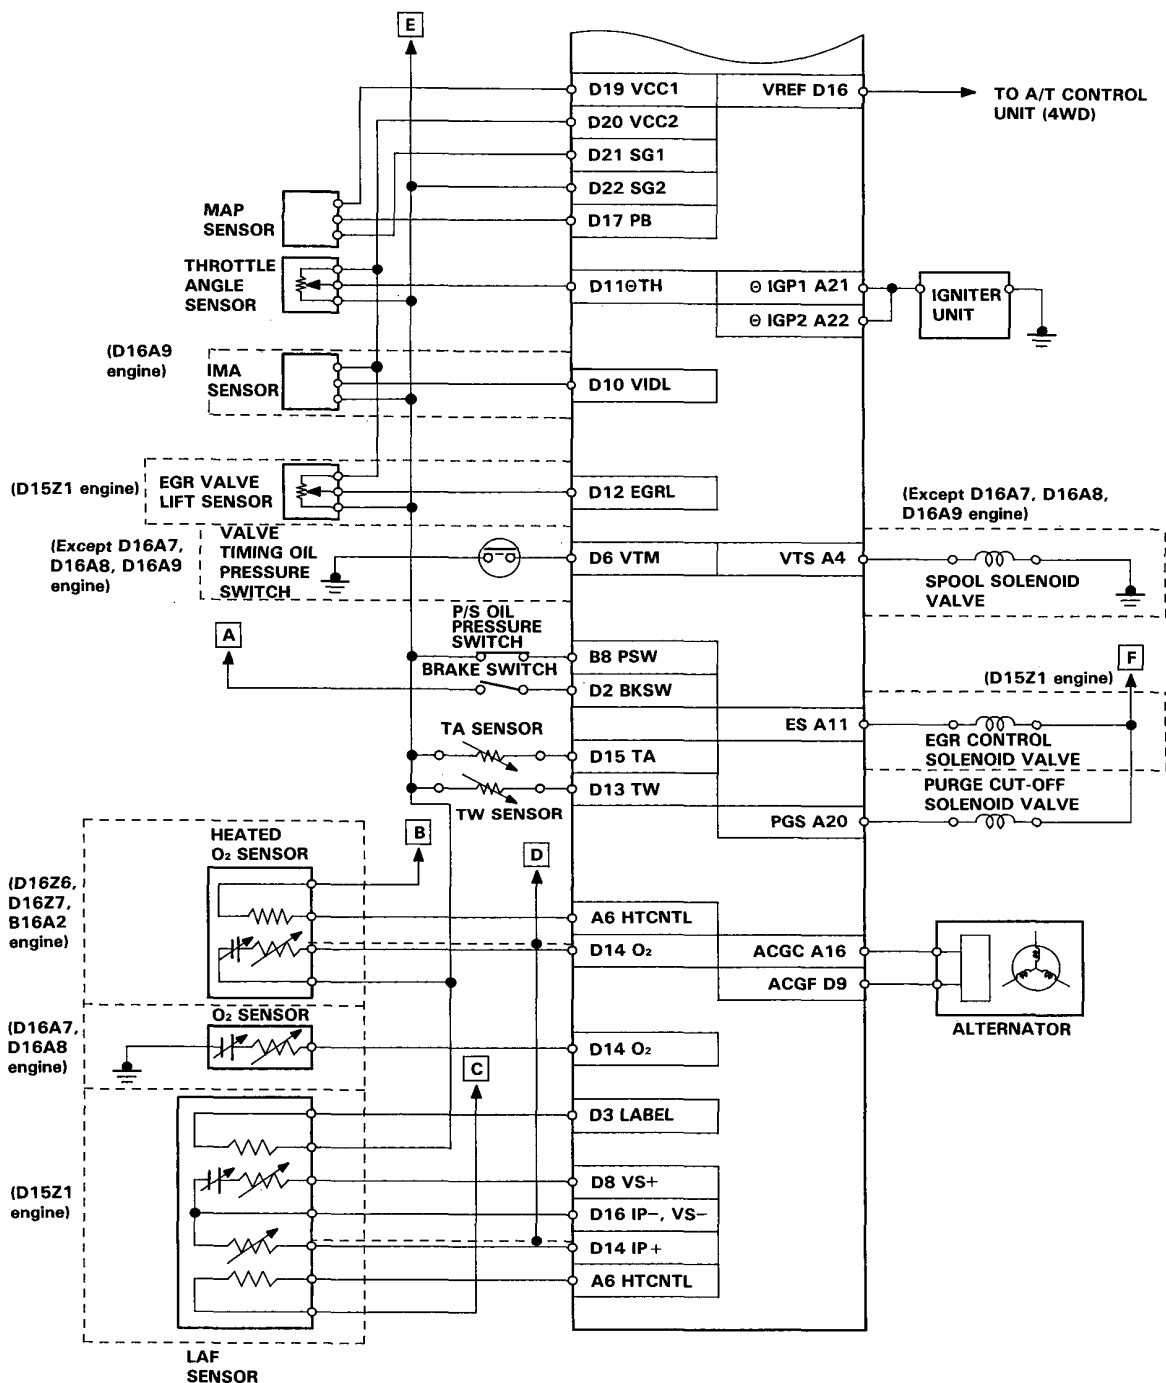 E
D19 VCC1
VREF D16
TO A/T CONTROL
UNIT (4WD)
D20 VCC2
D21 SG1
D22 SG2
D17 PB
MAP
SENSOR
THROTTLE
ANGLE
SENSOR
D11ΘTH
Θ IGP1 A21
Θ IGP2 A22
IGNITER
UNIT
(D16A9
engine)
IMA
SENSOR
D10 VIDL
(D15Z1 engine)
EGR VALVE
LIFT SENSOR
D12 EGRL
(Except D16A7, D16A8,
D16A9 engine)
(Except D16A7,
D16A8, D16A9
engine)
VALVE
TIMING OIL
PRESSURE
SWITCH
D6 VTM
VTS A4
SPOOL SOLENOID
VALVE
A
P/S OIL
PRESSURE
SWITCH
B8 PSW
BRAKE SWITCH
D2 BKSW
F
(D15Z1 engine)
ES A11
EGR CONTROL
SOLENOID VALVE
TA SENSOR
D15 TA
D13 TW
TW SENSOR
PURGE CUT-OFF
SOLENOID VALVE
PGS A20
B
D
HEATED
O₂ SENSOR
(D16Z6,
D16Z7,
B16A2
engine)
A6 HTCNTL
D14 O₂
ACGC A16
ACGF D9
ALTERNATOR
O₂ SENSOR
(D16A7,
D16A8
engine)
D14 O₂
C
D3 LABEL
(D15Z1
engine)
D8 VS+
D16 IP−, VS−
D14 IP+
A6 HTCNTL
LAF
SENSOR